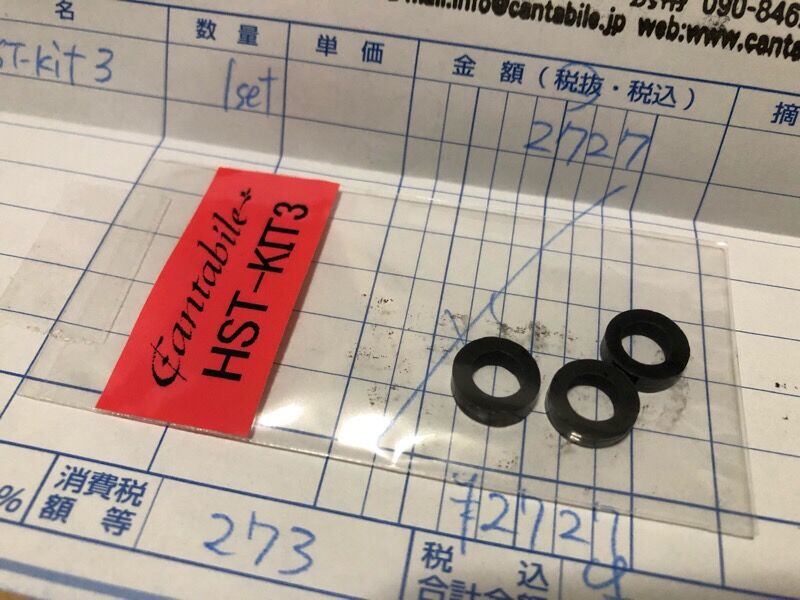 mail.info@cantabile.jp web:www.canta
090-846
名 数量 単価 金額(税抜・税込) 摘
ST-kit3 1set 2727
Cantabile
HST-KIT3
¥2727
% 消費税額等 273
税込合計金額